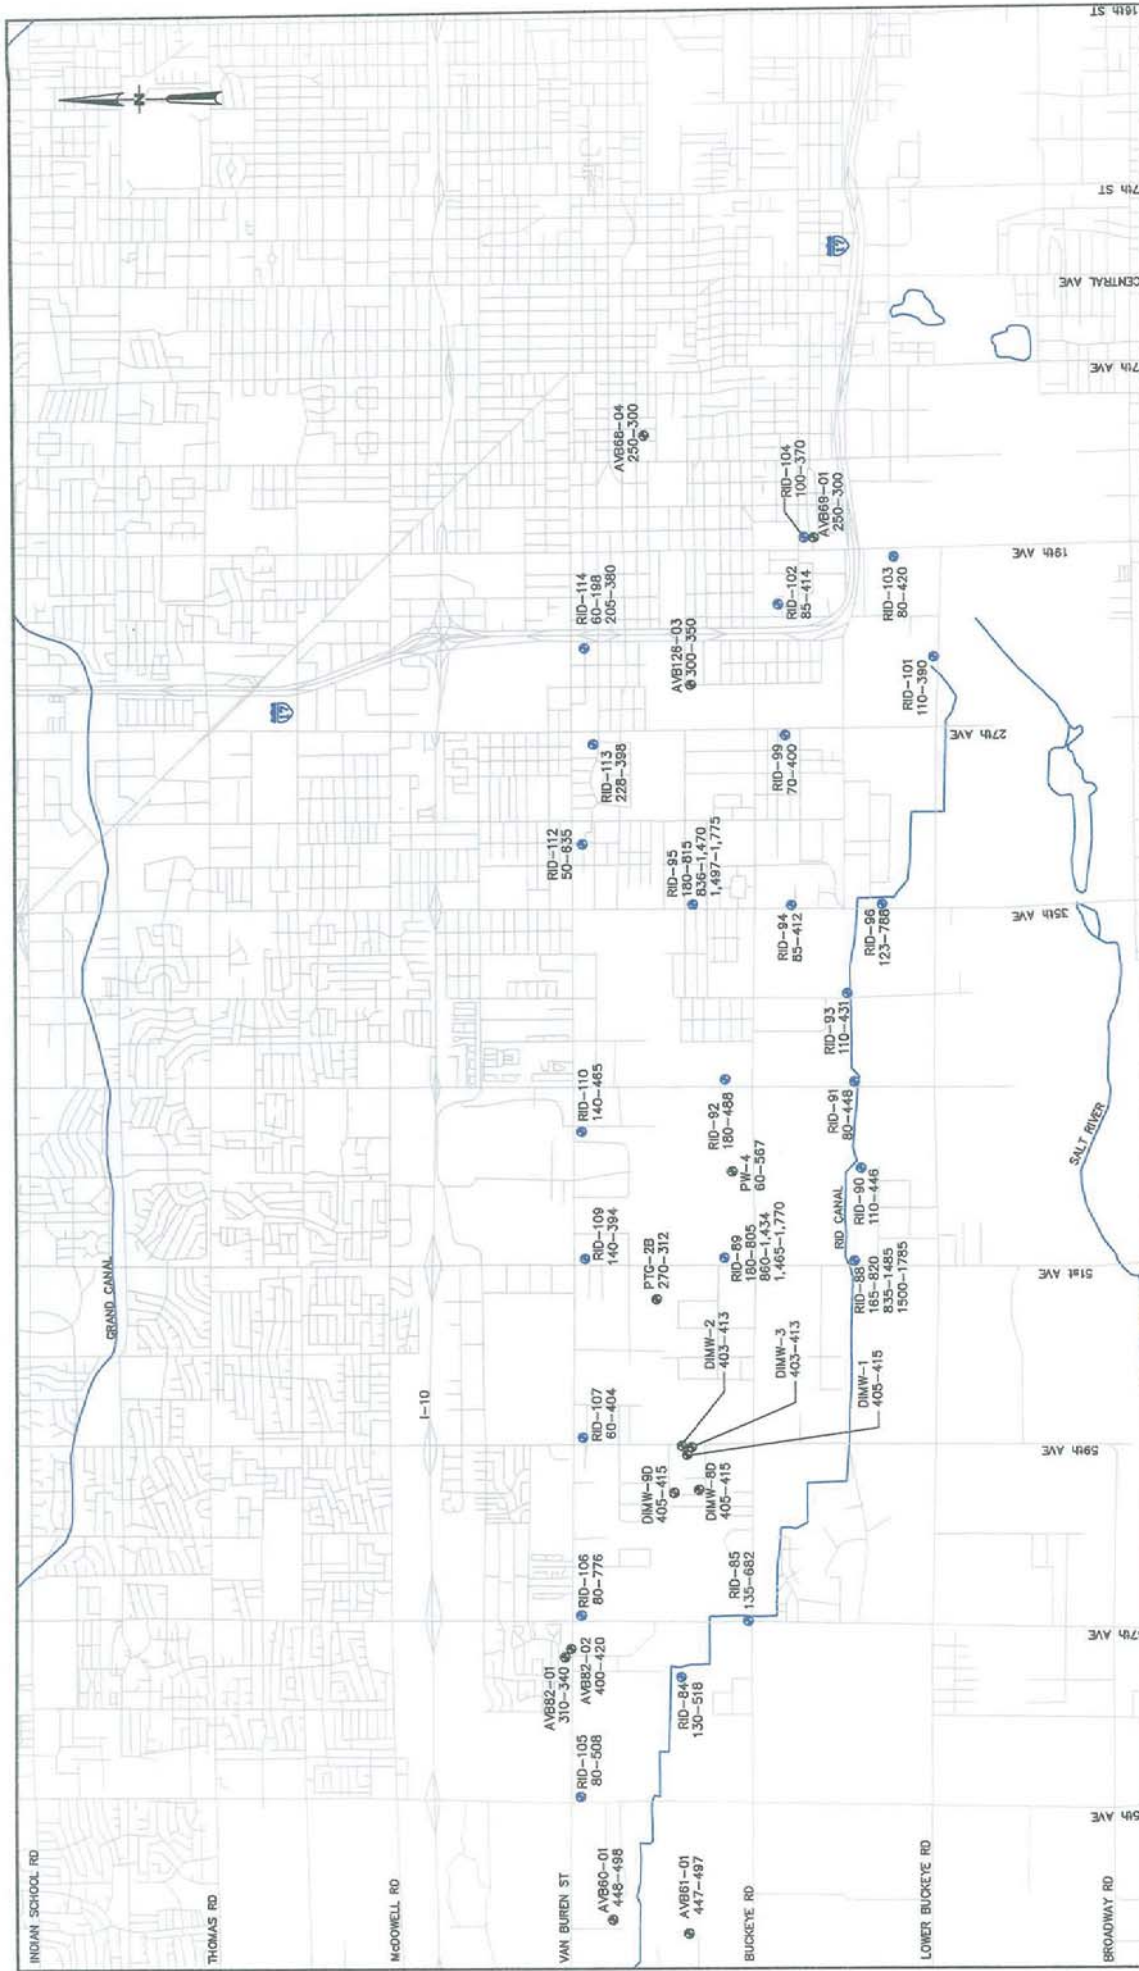 INDIAN SCHOOL RD
THOMAS RD
McDOWELL RD
VAN BUREN ST
BUCKEYE RD
LOWER BUCKEYE RD
BROADWAY RD
GRAND CANAL
I-10
N
17
17
AVB60-01
448-498
AVB61-01
447-497
RID-105
80-508
AVB82-01
310-340
AVB82-02
400-420
RID-106
80-776
RID-84
130-518
RID-85
135-682
DIMW-9D
405-415
DIMW-8D
405-415
RID-107
60-404
DIMW-2
403-413
DIMW-3
403-413
DIMW-1
405-415
PTG-2B
270-312
RID-109
140-394
RID-89
180-805
860-1,434
1,465-1,770
RID-88
165-820
835-1485
1500-1785
RID CANAL
PW-4
60-567
RID-90
110-446
RID-110
140-465
RID-92
180-488
RID-91
80-448
RID-93
110-431
SALT RIVER
RID-112
50-635
RID-95
180-815
836-1,470
1,497-1,775
RID-94
85-412
RID-96
123-788
RID-113
228-398
RID-99
70-400
RID-114
60-198
205-380
AVB126-03
300-350
RID-101
110-390
RID-102
85-414
RID-103
80-420
RID-104
100-370
AVB69-01
250-300
AVB68-04
250-300
59th AVE
51st AVE
35th AVE
27th AVE
19th AVE
7th AVE
CENTRAL AVE
7th ST
16th ST